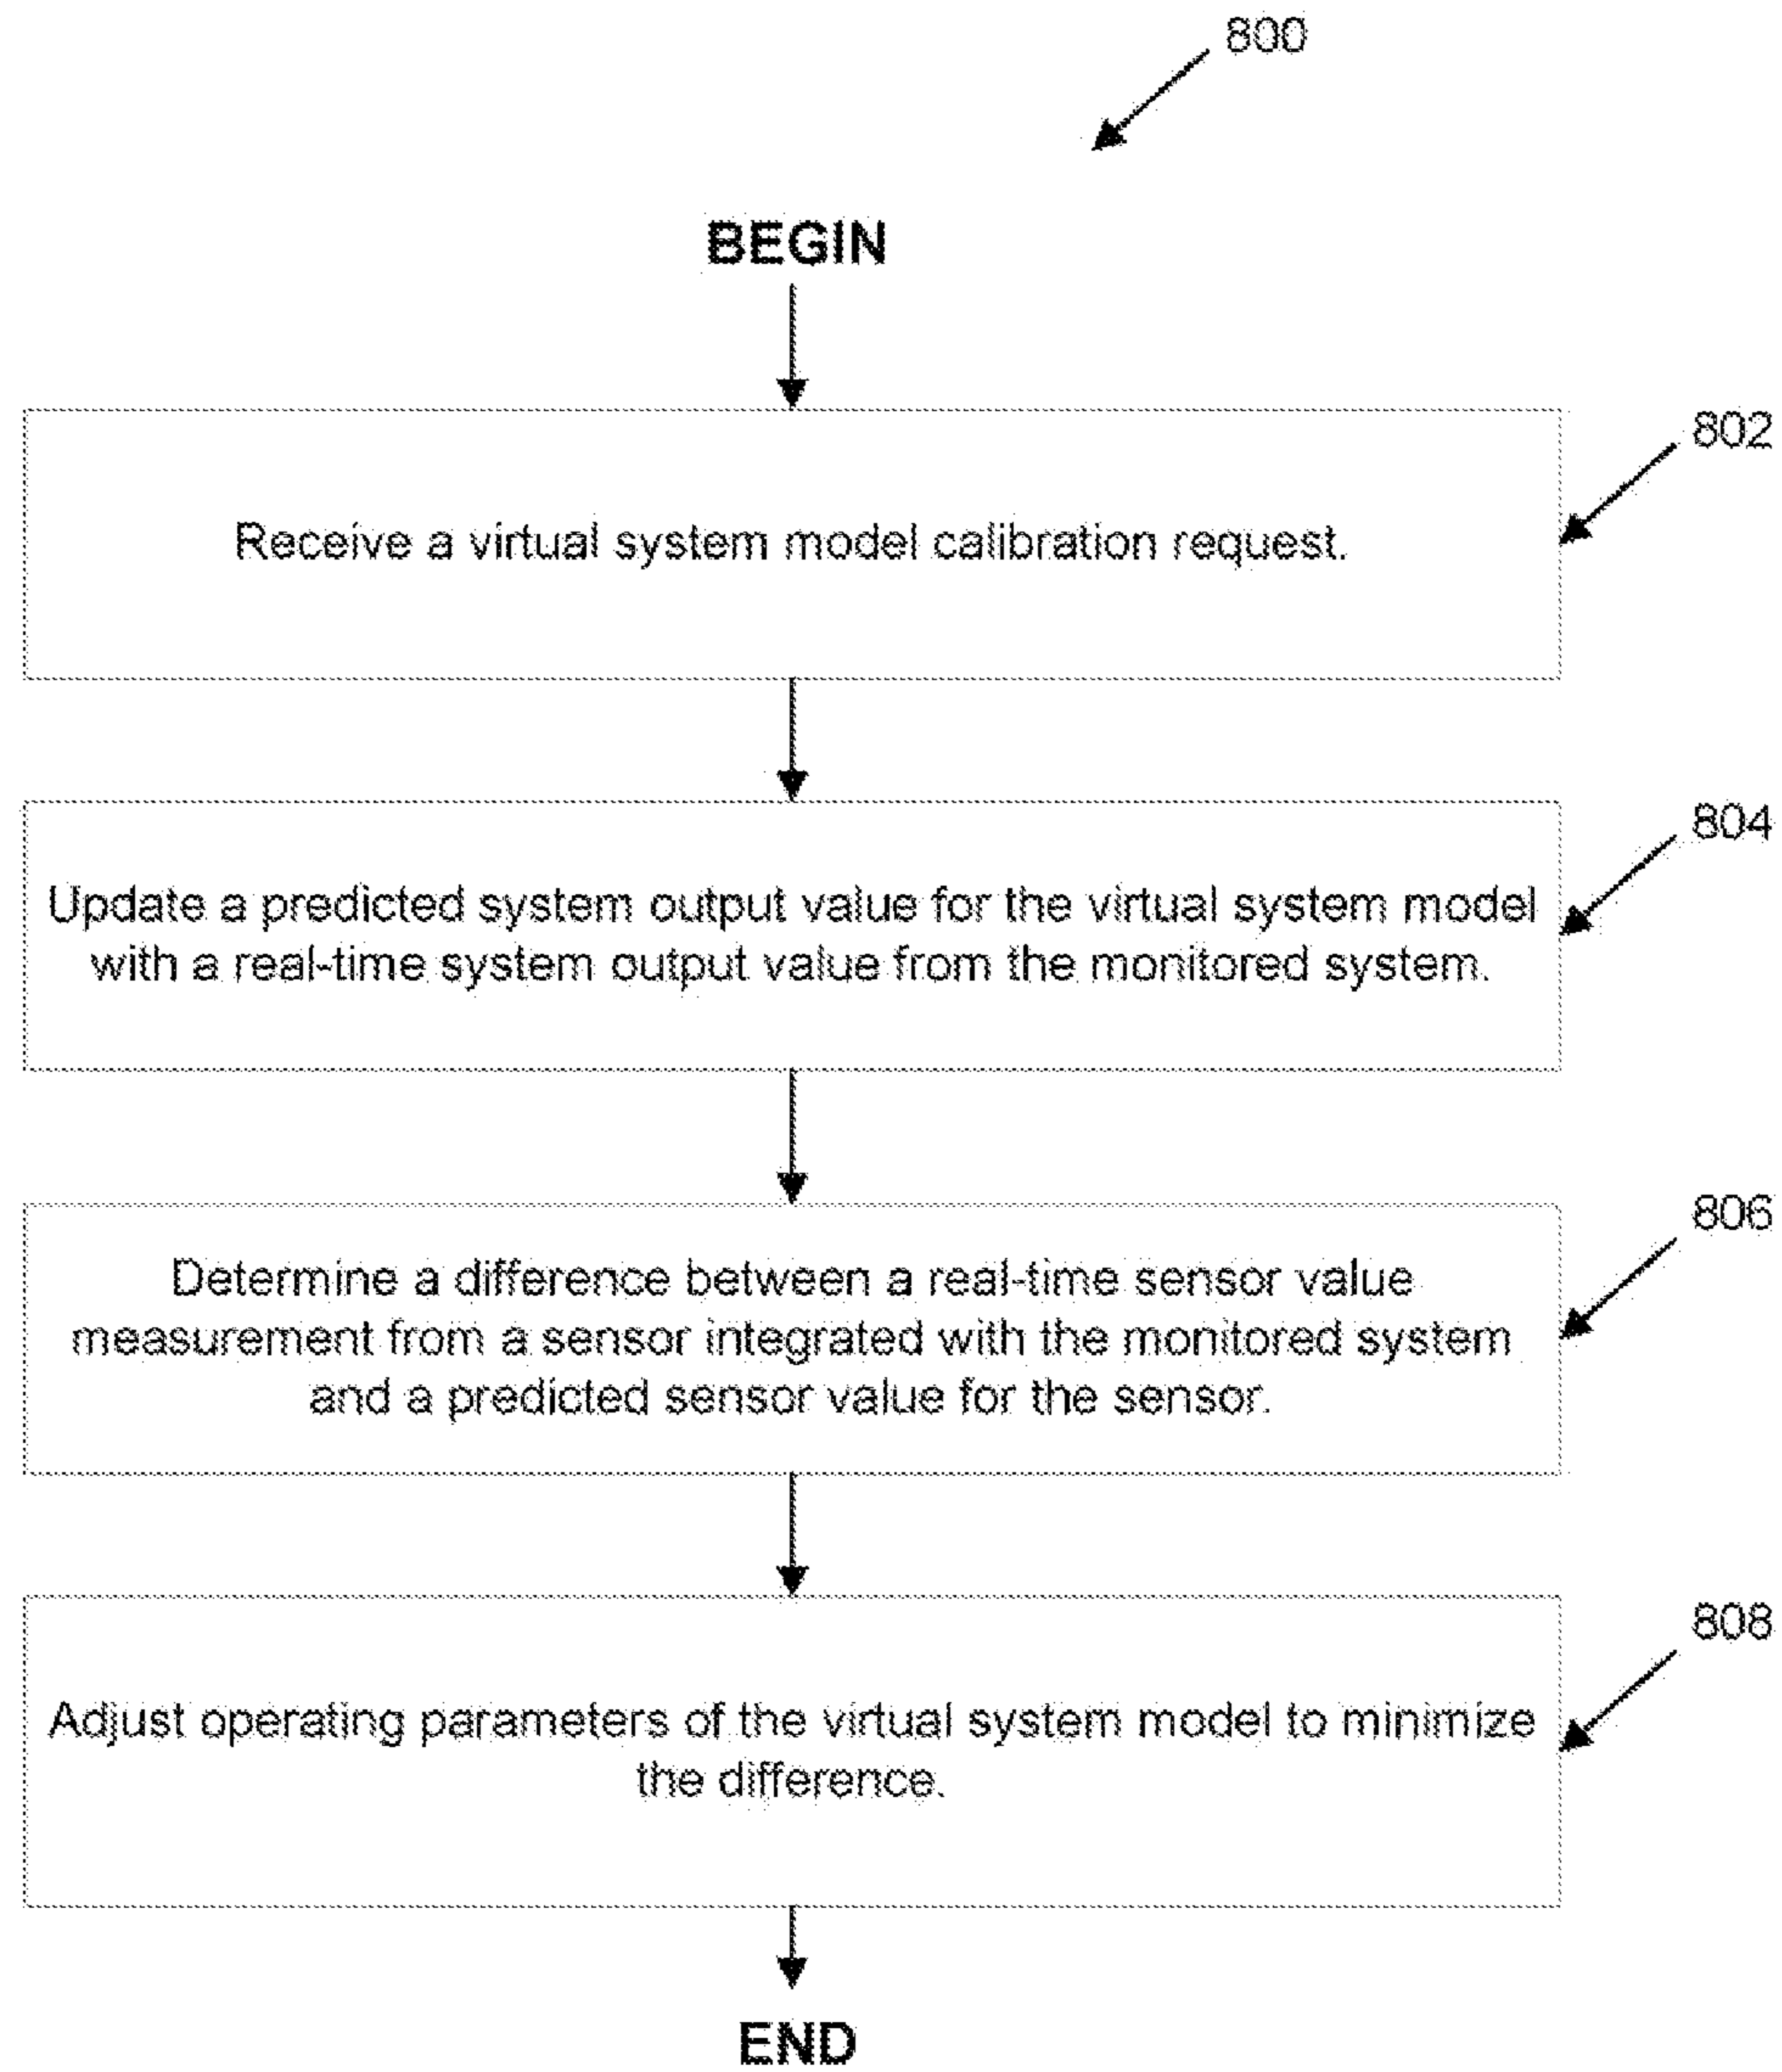 800
BEGIN
802
Receive a virtual system model calibration request.
804
Update a predicted system output value for the virtual system model
with a real-time system output value from the monitored system.
806
Determine a difference between a real-time sensor value
measurement from a sensor integrated with the monitored system
and a predicted sensor value for the sensor.
808
Adjust operating parameters of the virtual system model to minimize
the difference.
END